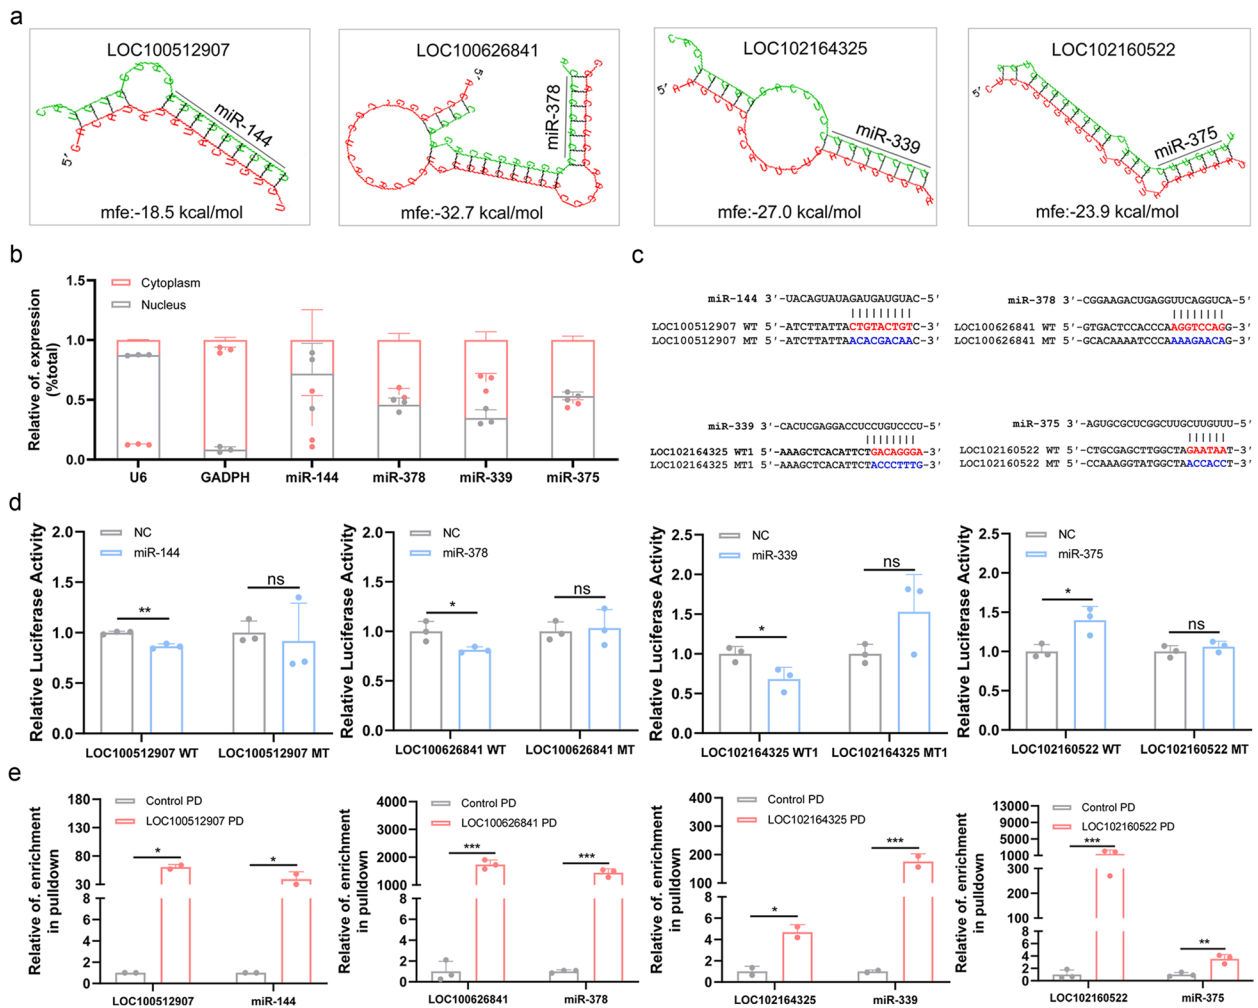 a
LOC100512907
miR-144
5'
mfe:-18.5 kcal/mol
LOC100626841
5'
miR-378
mfe:-32.7 kcal/mol
LOC102164325
5'
miR-339
mfe:-27.0 kcal/mol
LOC102160522
5'
miR-375
mfe:-23.9 kcal/mol
b
Relative of. expression
(%total)
1.5
1.0
0.5
0.0
Cytoplasm
Nucleus
U6
GADPH
miR-144
miR-378
miR-339
miR-375
c
miR-144 3′-UACAGUAUAGAUGAUGUAC-5′
LOC100512907 WT 5′-ATCTTATTACTGTACTGTC-3′
LOC100512907 MT 5′-ATCTTATTAACACGACAAC-3′
miR-378 3′-CGGAAGACUGAGGUUCAGGUCA-5′
LOC100626841 WT 5′-GTGACTCCACCCAAGGTCCAGG-3′
LOC100626841 MT 5′-GCACAAAATCCCAAAAGAACAG-3′
miR-339 3′-CACUCGAGGACCUCCUGUCCCU-5′
LOC102164325 WT1 5′-AAAGCTCACATTCTGACAGGGA-3′
LOC102164325 MT1 5′-AAAGCTCACATTCTACCCTTTG-3′
miR-375 3′-AGUGCGCUCGGCUUGCUUGUUU-5′
LOC102160522 WT 5′-CTGCGAGCTTGGCTAGAATAAT-3′
LOC102160522 MT 5′-CCAAAGGTATGGCTAACCACCT-3′
d
Relative Luciferase Activity
2.0
1.5
1.0
0.5
0.0
NC
miR-144
**
ns
LOC100512907 WT
LOC100512907 MT
Relative Luciferase Activity
2.0
1.5
1.0
0.5
0.0
NC
miR-378
*
ns
LOC100626841 WT
LOC100626841 MT
Relative Luciferase Activity
2.5
2.0
1.5
1.0
0.5
0.0
NC
miR-339
*
ns
LOC102164325 WT1
LOC102164325 MT1
Relative Luciferase Activity
2.5
2.0
1.5
1.0
0.5
0.0
NC
miR-375
*
ns
LOC102160522 WT
LOC102160522 MT
e
Relative of. enrichment
in pulldown
180
130
80
30
8
6
4
2
0
Control PD
LOC100512907 PD
*
*
LOC100512907
miR-144
Relative of. enrichment
in pulldown
4000
3000
2000
1000
8
6
4
2
0
Control PD
LOC100626841 PD
***
***
LOC100626841
miR-378
Relative of. enrichment
in pulldown
400
300
200
100
8
6
4
2
0
Control PD
LOC102164325 PD
*
***
LOC102164325
miR-339
Relative of. enrichment
in pulldown
13000
9000
5000
1000
300
100
8
6
4
2
0
Control PD
LOC102160522 PD
***
**
LOC102160522
miR-375